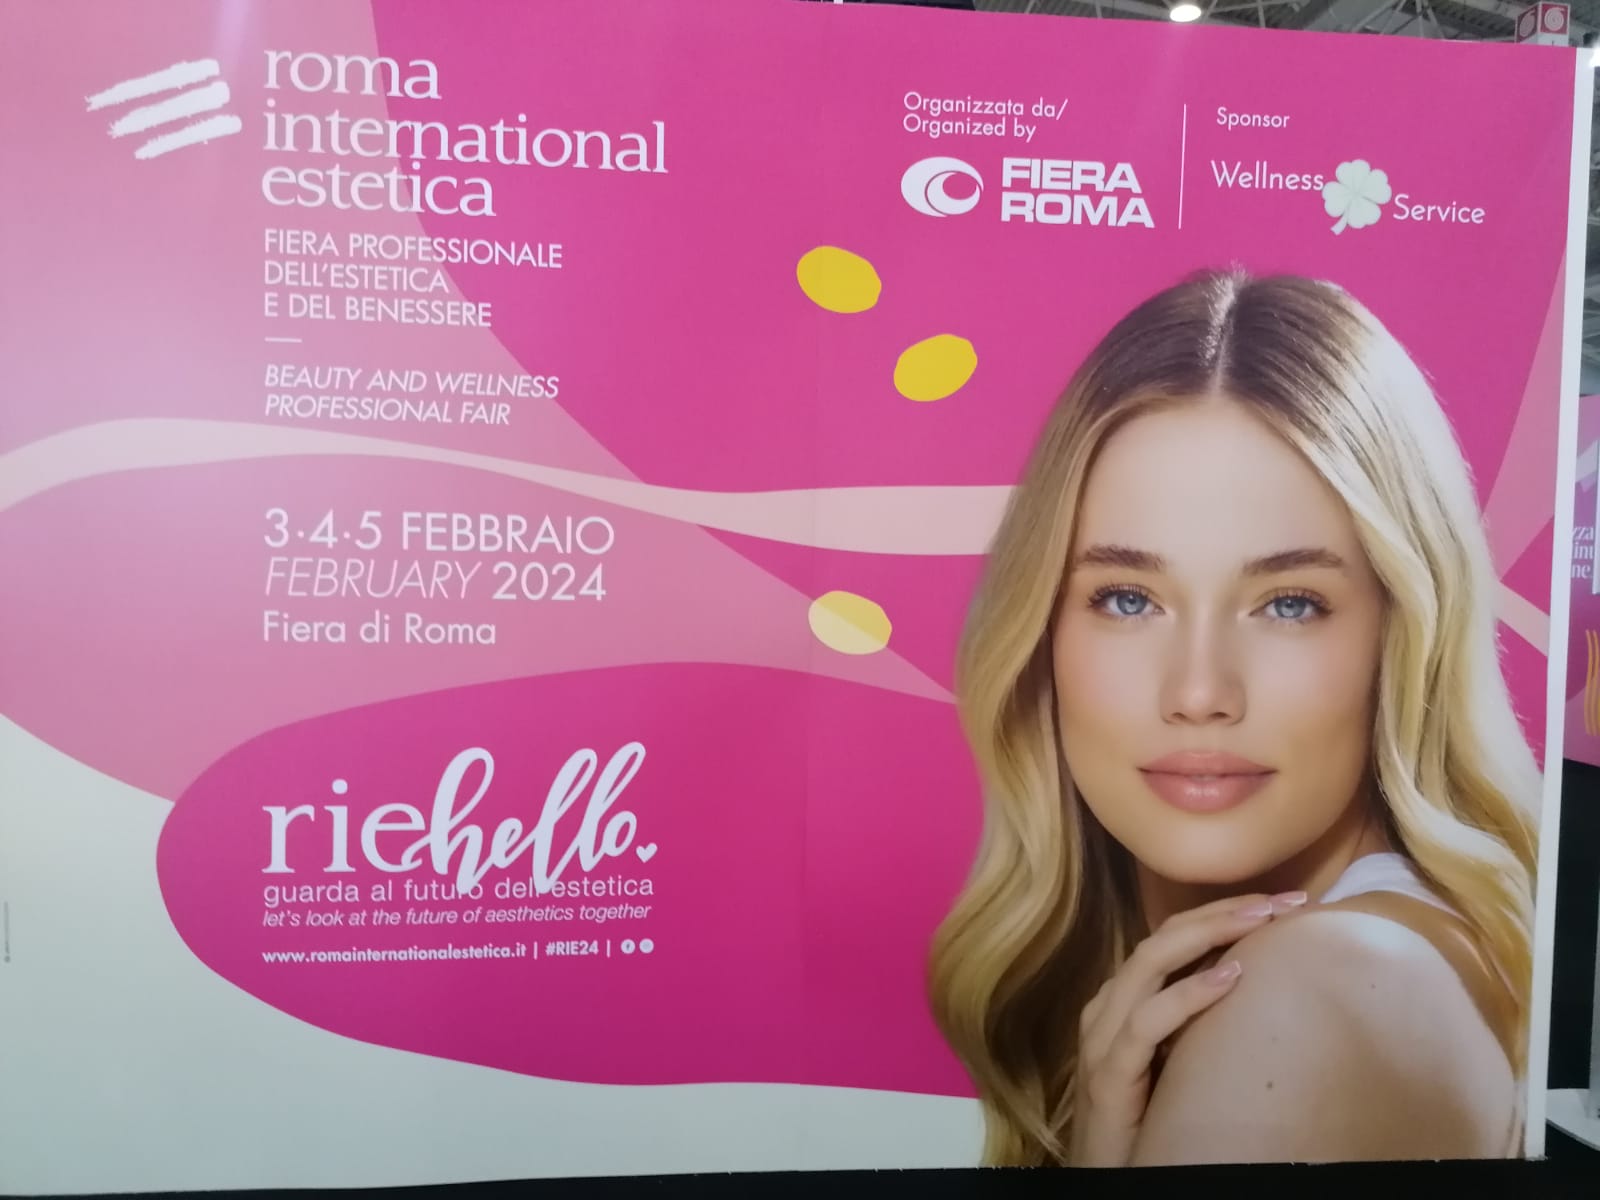 roma
international
estetica
FIERA PROFESSIONALE
DELL'ESTETICA
E DEL BENESSERE
BEAUTY AND WELLNESS
PROFESSIONAL FAIR
3·4·5 FEBBRAIO
FEBRUARY 2024
Fiera di Roma
riehello
guarda al futuro dell'estetica
let's look at the future of aesthetics together
www.romainternationalestetica.it | #RIE24 |
Organizzata da/
Organized by
FIERA
ROMA
Sponsor
Wellness Service